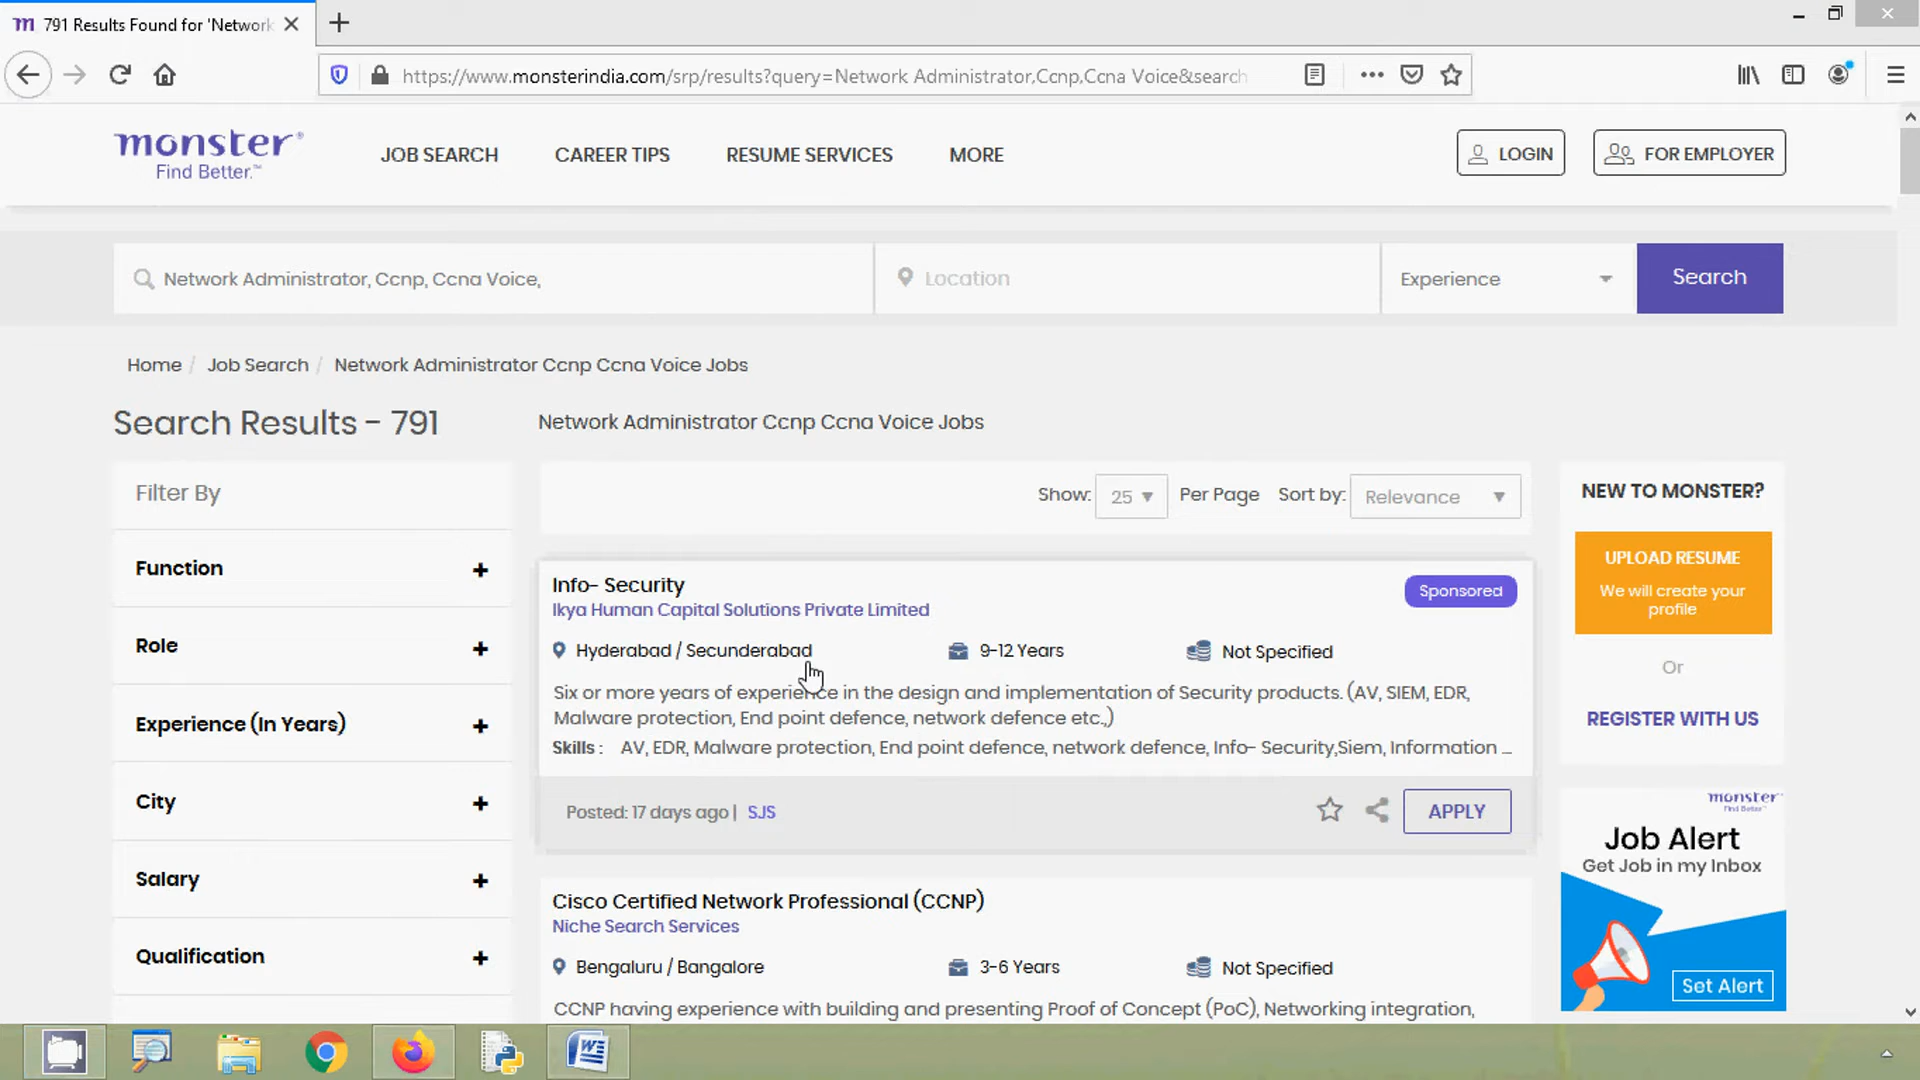 791 Results Found for 'Network
https://www.monsterindia.com/srp/results?query=Network Administrator,Ccnp,Ccna Voice&search
monster
Find Better.™
JOB SEARCH
CAREER TIPS
RESUME SERVICES
MORE
LOGIN
FOR EMPLOYER
Network Administrator, Ccnp, Ccna Voice,
Location
Experience
Search
Home / Job Search / Network Administrator Ccnp Ccna Voice Jobs
Search Results - 791
Network Administrator Ccnp Ccna Voice Jobs
Filter By
Function +
Role +
Experience (In Years) +
City +
Salary +
Qualification +
Show: 25 Per Page Sort by: Relevance
Info- Security
Sponsored
Ikya Human Capital Solutions Private Limited
Hyderabad / Secunderabad 9-12 Years Not Specified
Six or more years of experience in the design and implementation of Security products. (AV, SIEM, EDR,
Malware protection, End point defence, network defence etc.,)
Skills : AV, EDR, Malware protection, End point defence, network defence, Info- Security,Siem, Information ...
Posted: 17 days ago | SJS
APPLY
Cisco Certified Network Professional (CCNP)
Niche Search Services
Bengaluru / Bangalore 3-6 Years Not Specified
CCNP having experience with building and presenting Proof of Concept (PoC), Networking integration,
NEW TO MONSTER?
UPLOAD RESUME
We will create your
profile
Or
REGISTER WITH US
monster
Find Better.™
Job Alert
Get Job in my Inbox
Set Alert